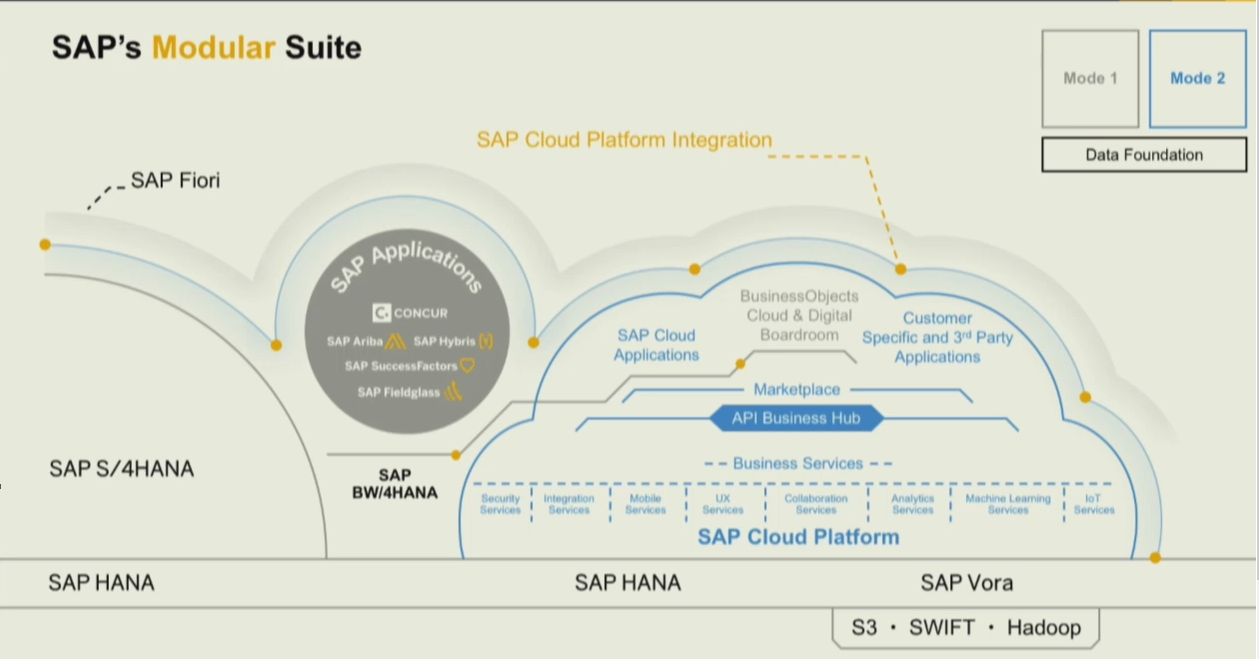 SAP's Modular Suite
Mode 1
Mode 2
Data Foundation
SAP Cloud Platform Integration
SAP Fiori
SAP Applications
C. CONCUR
SAP Ariba SAP Hybris
SAP SuccessFactors
SAP Fieldglass
BusinessObjects
Cloud & Digital
Boardroom
SAP Cloud
Applications
Customer
Specific and 3rd Party
Applications
Marketplace
API Business Hub
Business Services
SAP S/4HANA
SAP
BW/4HANA
Security
Services
Integration
Services
Mobile
Services
UX
Services
Collaboration
Services
Analytics
Services
Machine Learning
Services
IoT
Services
SAP Cloud Platform
SAP HANA
SAP HANA
SAP Vora
S3 · SWIFT · Hadoop